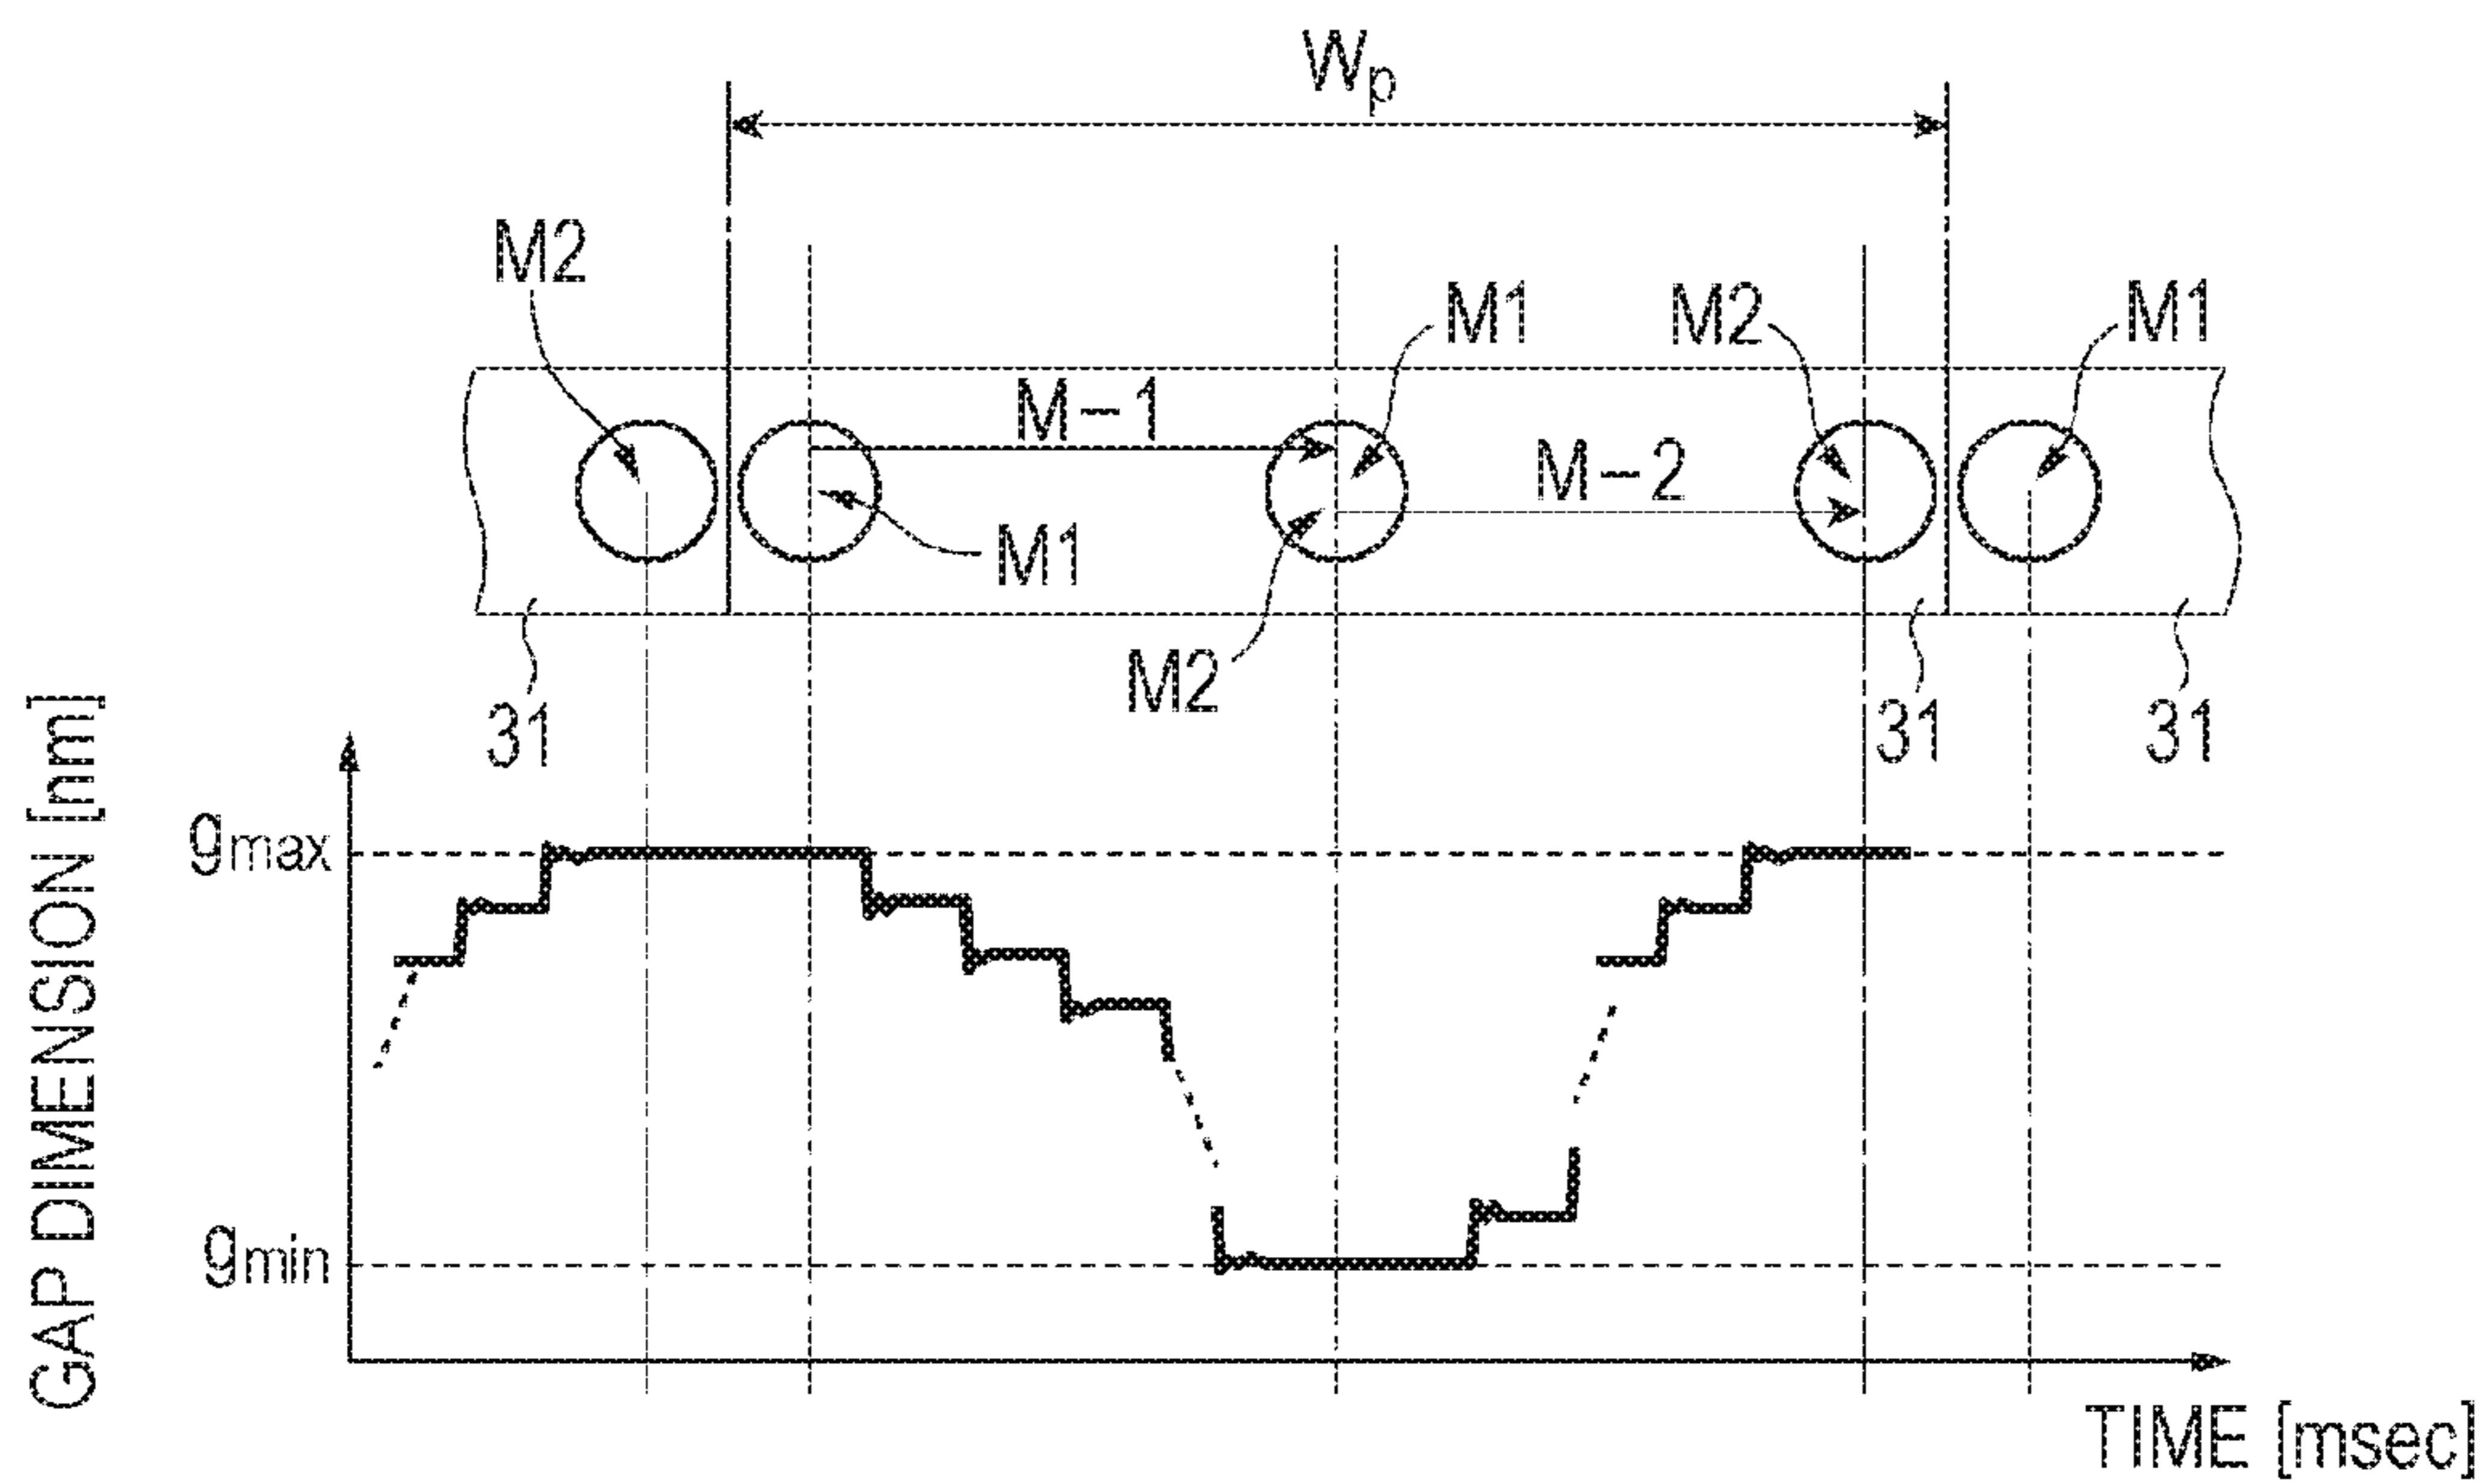 Wp
M2
M1
M2
M1
M-1
M-2
M1
M2
31
31
31
GAP DIMENSION [nm]
gmax
gmin
TIME [msec]